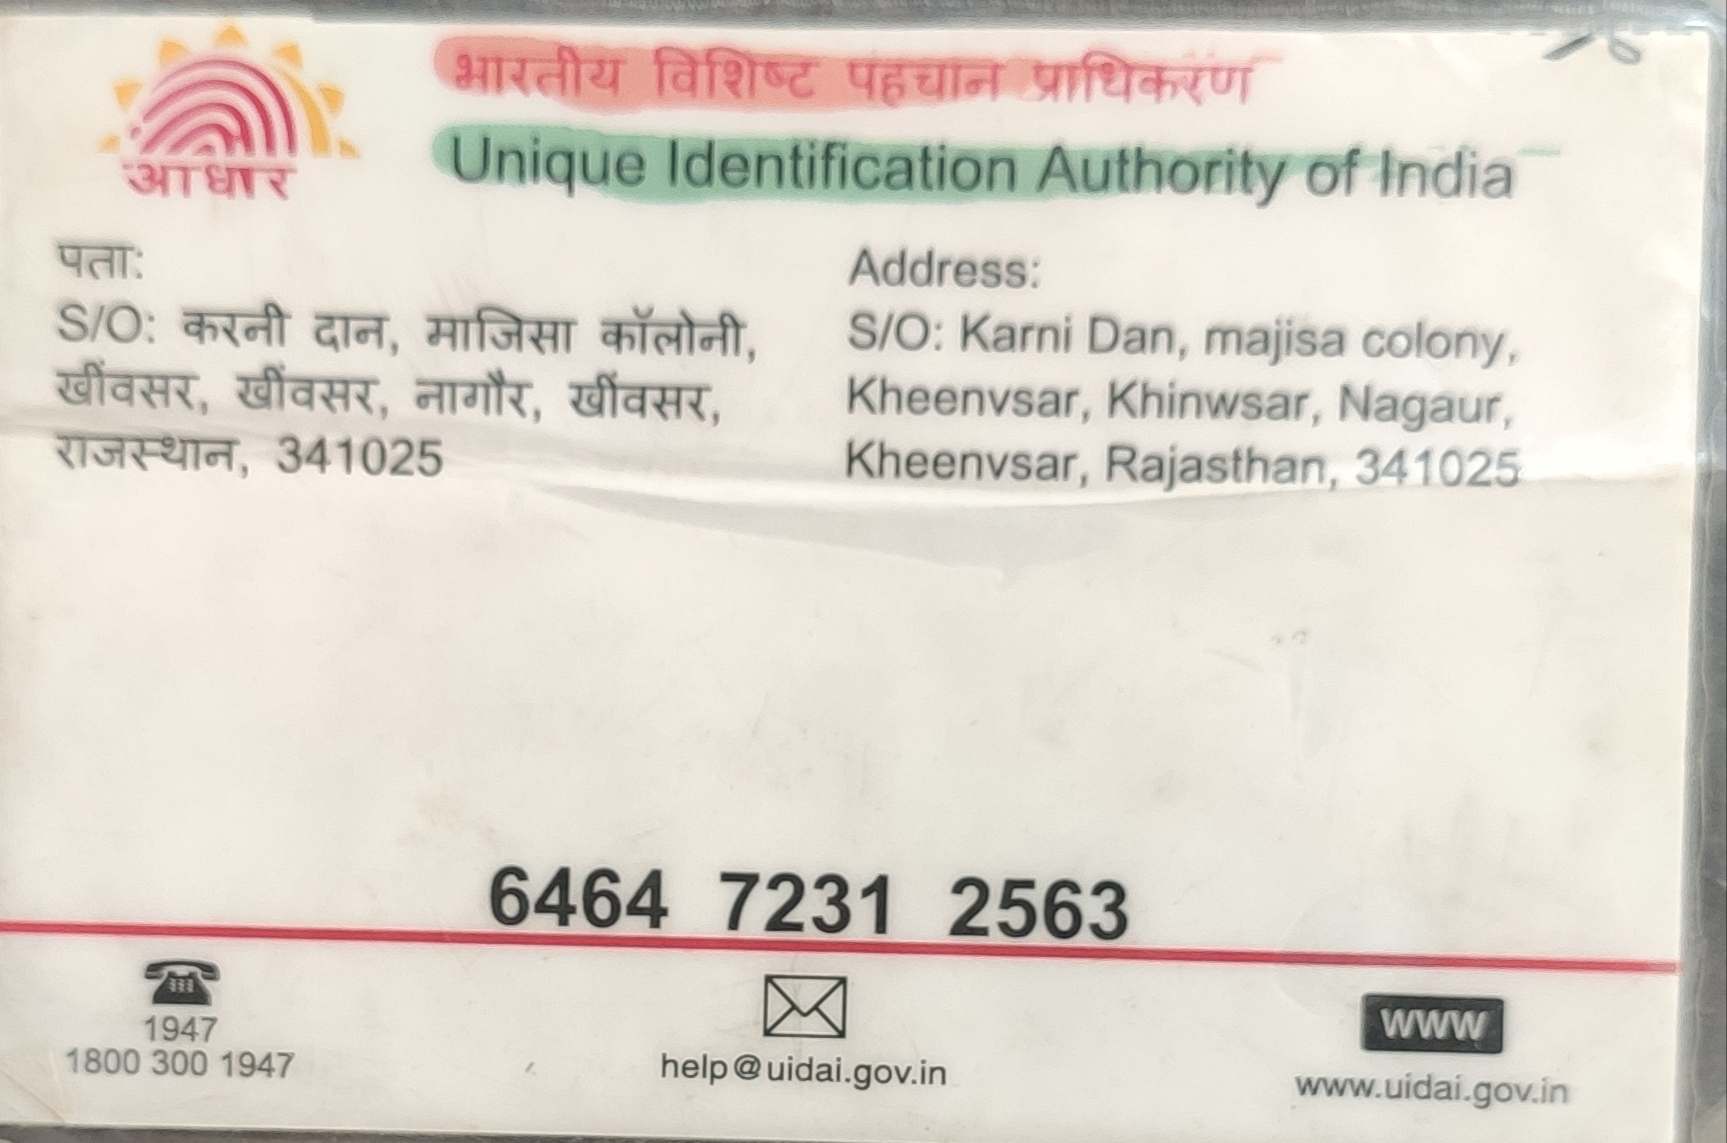 आधार
भारतीय विशिष्ट पहचान प्राधिकरण
Unique Identification Authority of India
पता:
S/O: करनी दान, माजिसा कॉलोनी,
खींवसर, खींवसर, नागौर, खींवसर,
राजस्थान, 341025
Address:
S/O: Karni Dan, majisa colony,
Kheenvsar, Khinwsar, Nagaur,
Kheenvsar, Rajasthan, 341025
6464 7231 2563
1947
1800 300 1947
help@uidai.gov.in
www
www.uidai.gov.in